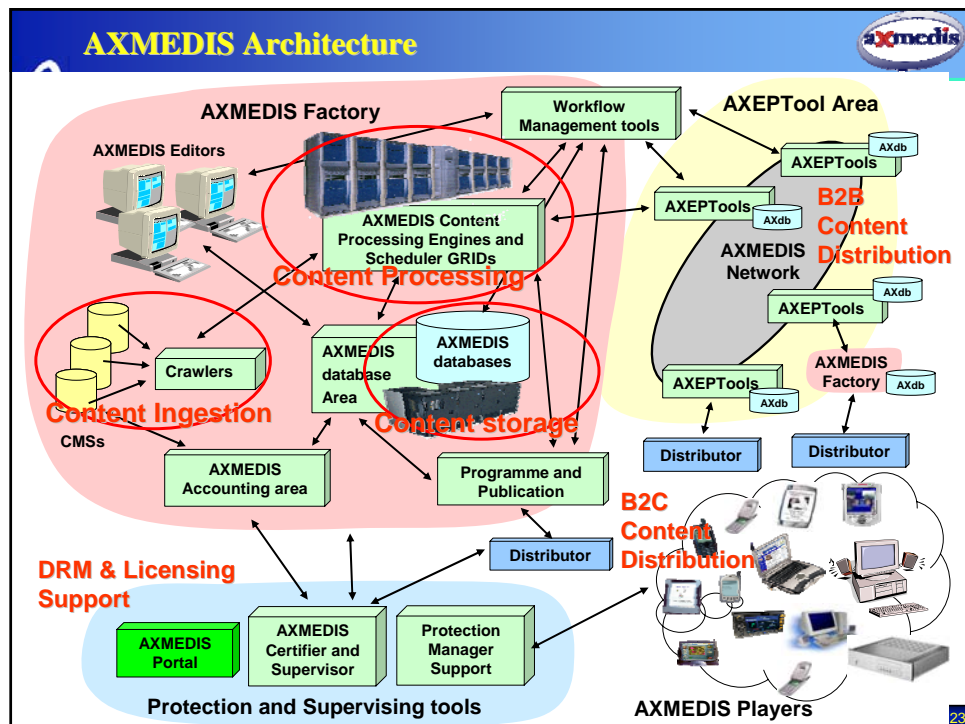 AXMEDIS Architecture
axmedis
AXMEDIS Factory
Workflow
Management tools
AXEPTool Area
AXMEDIS Editors
AXEPTools
AXdb
AXEPTools
AXdb
B2B
Content
Distribution
AXMEDIS Content
Processing Engines and
Scheduler GRIDs
Content Processing
AXMEDIS
Network
AXEPTools
AXdb
Crawlers
Content Ingestion
CMSs
AXMEDIS
database
Area
AXMEDIS
databases
Content storage
AXMEDIS
Factory
AXdb
AXEPTools
AXdb
Distributor
Distributor
AXMEDIS
Accounting area
Programme and
Publication
B2C
Content
Distribution
Distributor
DRM & Licensing
Support
AXMEDIS
Portal
AXMEDIS
Certifier and
Supervisor
Protection
Manager
Support
Protection and Supervising tools
AXMEDIS Players
23